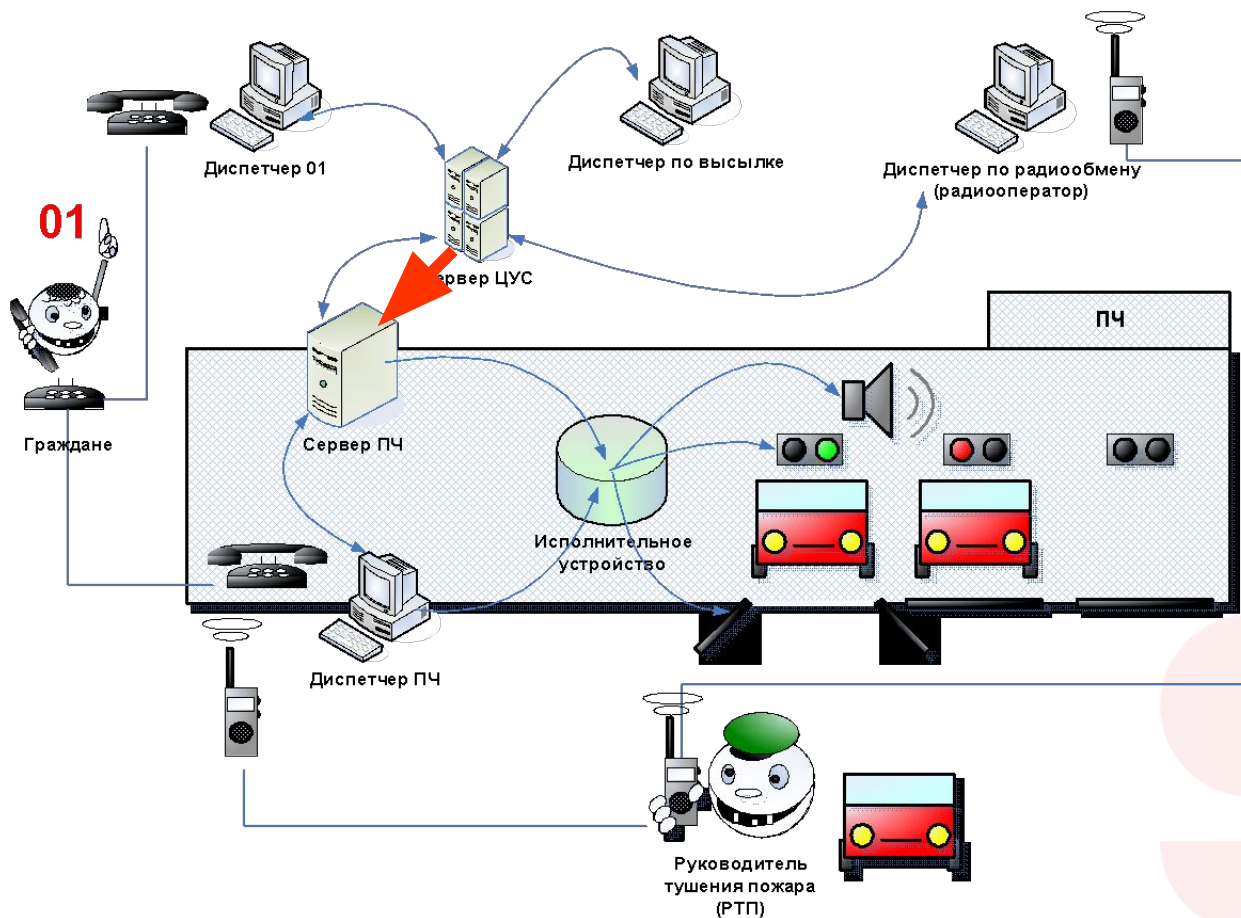 Диспетчер 01
Диспетчер по высылке
Диспетчер по радиообмену
(радиооператор)
01
ервер ЦУС
ПЧ
Граждане
Сервер ПЧ
Исполнительное
устройство
Диспетчер ПЧ
Руководитель
тушения пожара
(РТП)